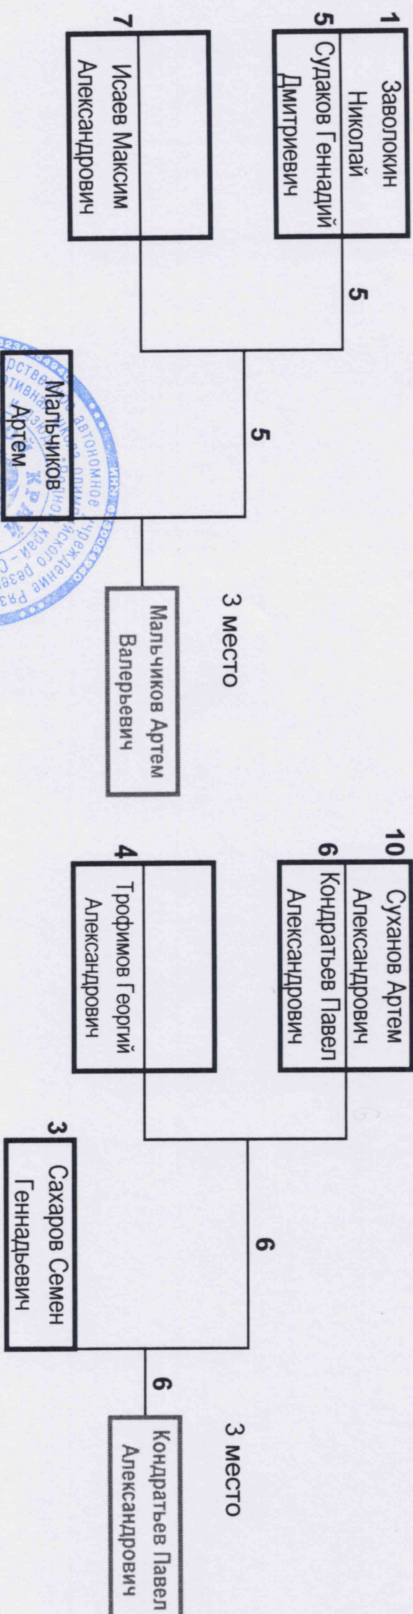 1
Заволокин
Николай
5
Судаков Геннадий
Дмитриевич
5
7
Исаев Максим
Александрович
5
Мальчиков
Артем
3 место
Мальчиков Артем
Валерьевич
10
Суханов Артем
Александрович
6
Кондратьев Павел
Александрович
4
Трофимов Георгий
Александрович
6
3
Сахаров Семен
Геннадьевич
6
3 место
Кондратьев Павел
Александрович
автономное учреждение